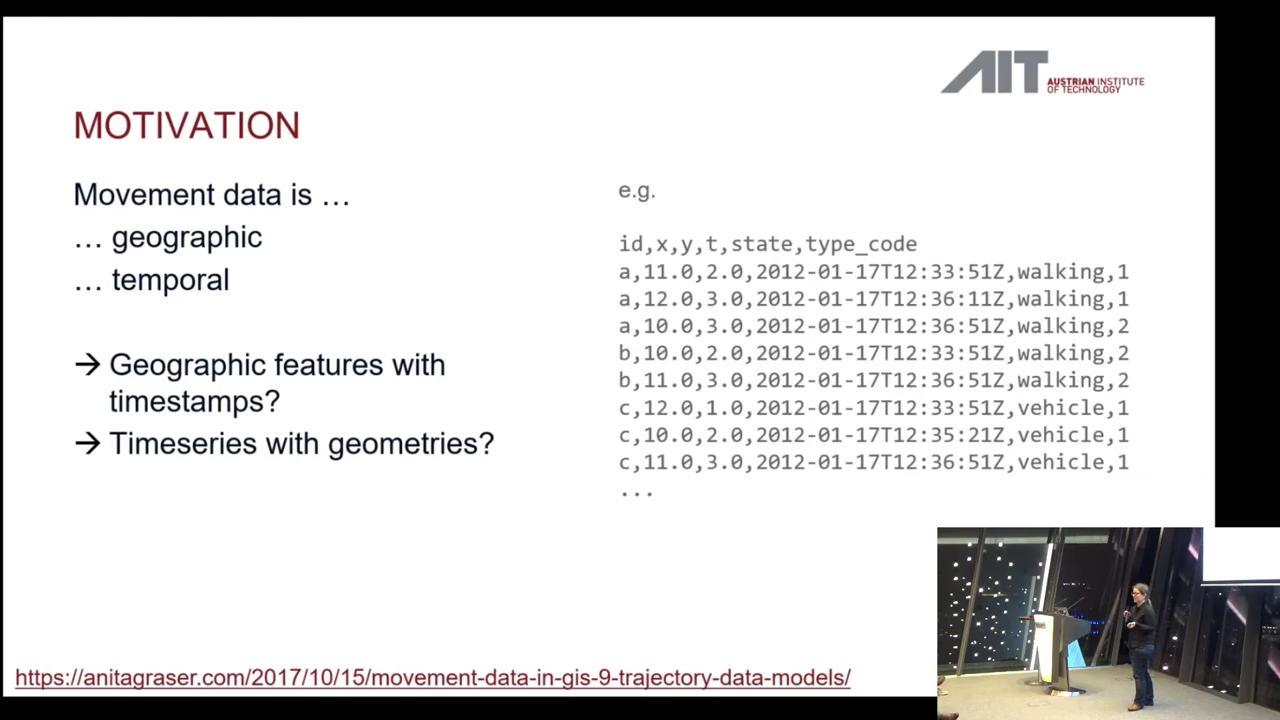 AIT
AUSTRIAN INSTITUTE
OF TECHNOLOGY
MOTIVATION
Movement data is …
… geographic
… temporal
→ Geographic features with
timestamps?
→ Timeseries with geometries?
e.g.
id,x,y,t,state,type_code
a,11.0,2.0,2012-01-17T12:33:51Z,walking,1
a,12.0,3.0,2012-01-17T12:36:11Z,walking,1
a,10.0,3.0,2012-01-17T12:36:51Z,walking,2
b,10.0,2.0,2012-01-17T12:33:51Z,walking,2
b,11.0,3.0,2012-01-17T12:36:51Z,walking,2
c,12.0,1.0,2012-01-17T12:33:51Z,vehicle,1
c,10.0,2.0,2012-01-17T12:35:21Z,vehicle,1
c,11.0,3.0,2012-01-17T12:36:51Z,vehicle,1
...
https://anitagraser.com/2017/10/15/movement-data-in-gis-9-trajectory-data-models/